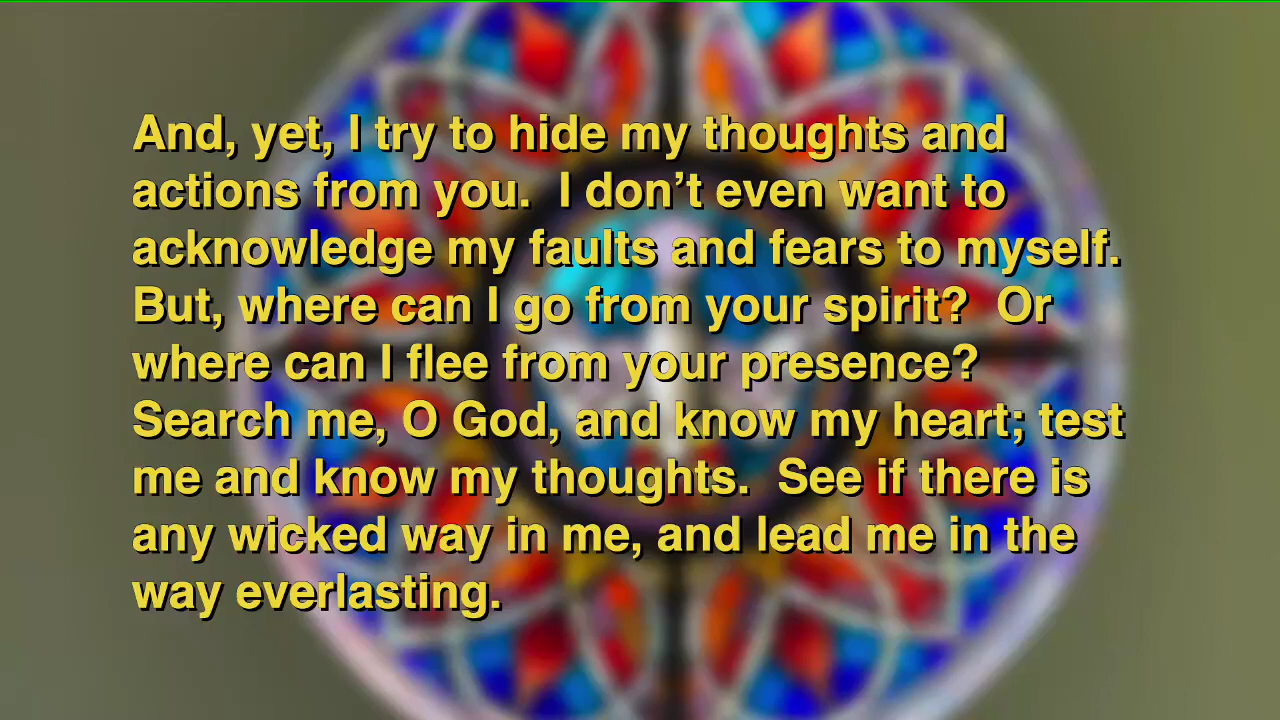 And, yet, I try to hide my thoughts and
actions from you.  I don’t even want to
acknowledge my faults and fears to myself.
But, where can I go from your spirit?  Or
where can I flee from your presence?
Search me, O God, and know my heart; test
me and know my thoughts.  See if there is
any wicked way in me, and lead me in the
way everlasting.